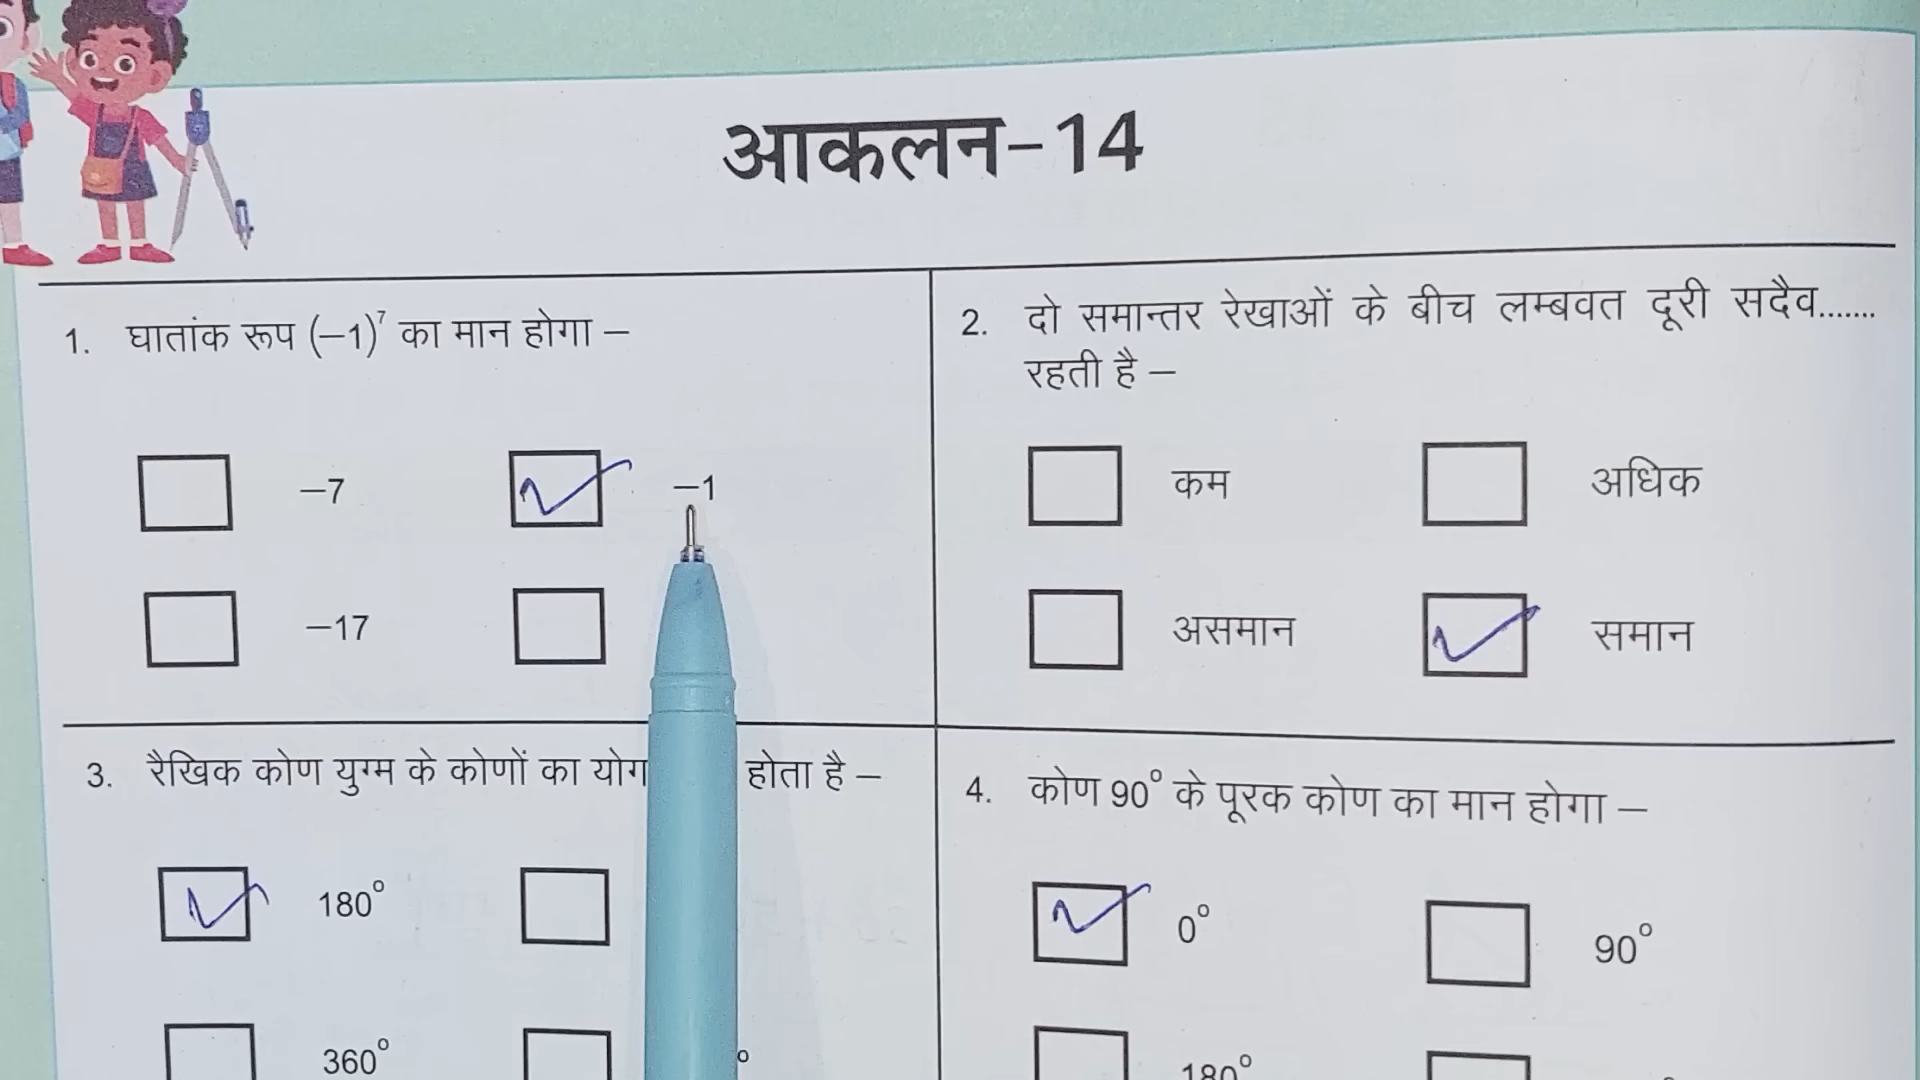 आकलन–14
1. घातांक रूप (–1)⁷ का मान होगा –
–7
–1
–17
2. दो समान्तर रेखाओं के बीच लम्बवत दूरी सदैव.......
रहती है –
कम
अधिक
असमान
समान
3. रैखिक कोण युग्म के कोणों का योग होता है –
180°
360°
4. कोण 90° के पूरक कोण का मान होगा –
0°
90°
180°